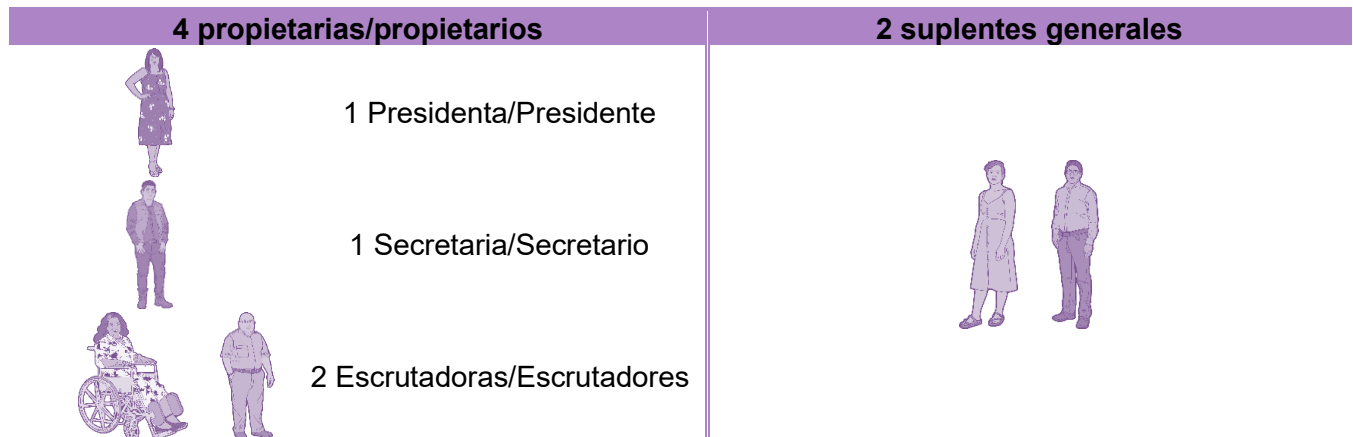 4 propietarias/propietarios
2 suplentes generales
1 Presidenta/Presidente
1 Secretaria/Secretario
2 Escrutadoras/Escrutadores